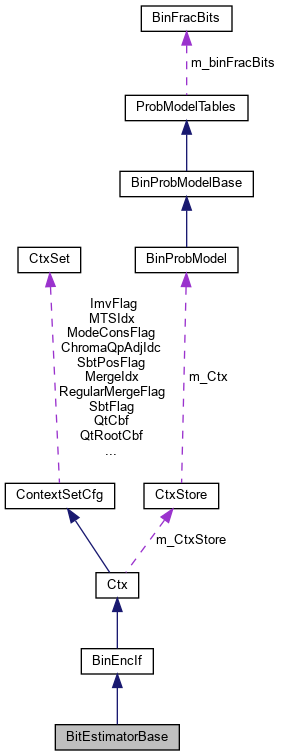 BinFracBits
m_binFracBits
ProbModelTables
BinProbModelBase
CtxSet
BinProbModel
ImvFlag
MTSIdx
ModeConsFlag
ChromaQpAdjIdc
SbtPosFlag
MergeIdx
RegularMergeFlag
SbtFlag
QtCbf
QtRootCbf
...
m_Ctx
ContextSetCfg
CtxStore
m_CtxStore
Ctx
BinEncIf
BitEstimatorBase